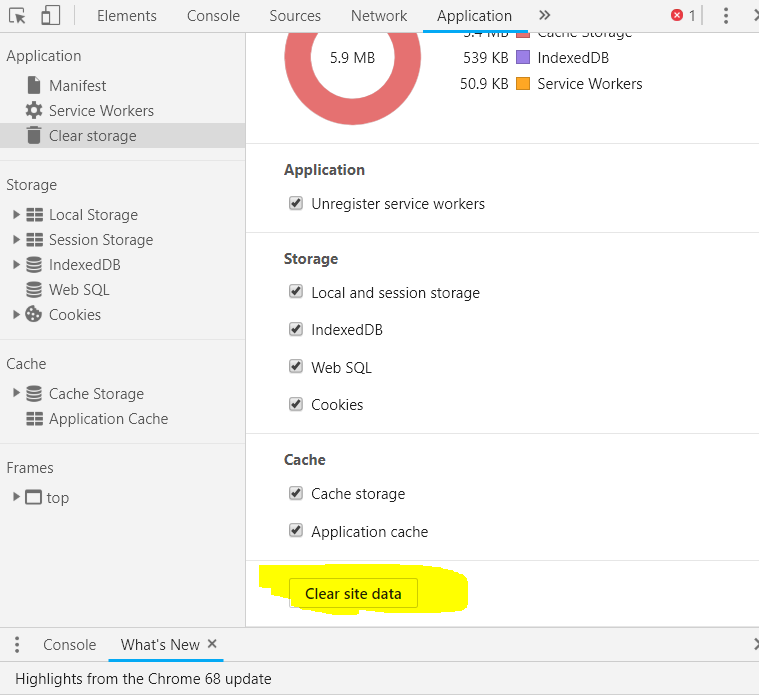 Elements Console Sources Network Application 1
Application
Manifest
Service Workers
Clear storage
Storage
Local Storage
Session Storage
IndexedDB
Web SQL
Cookies
Cache
Cache Storage
Application Cache
Frames
top
5.9 MB
5.4 MB Cache Storage
539 KB IndexedDB
50.9 KB Service Workers
Application
Unregister service workers
Storage
Local and session storage
IndexedDB
Web SQL
Cookies
Cache
Cache storage
Application cache
Clear site data
Console What's New
Highlights from the Chrome 68 update